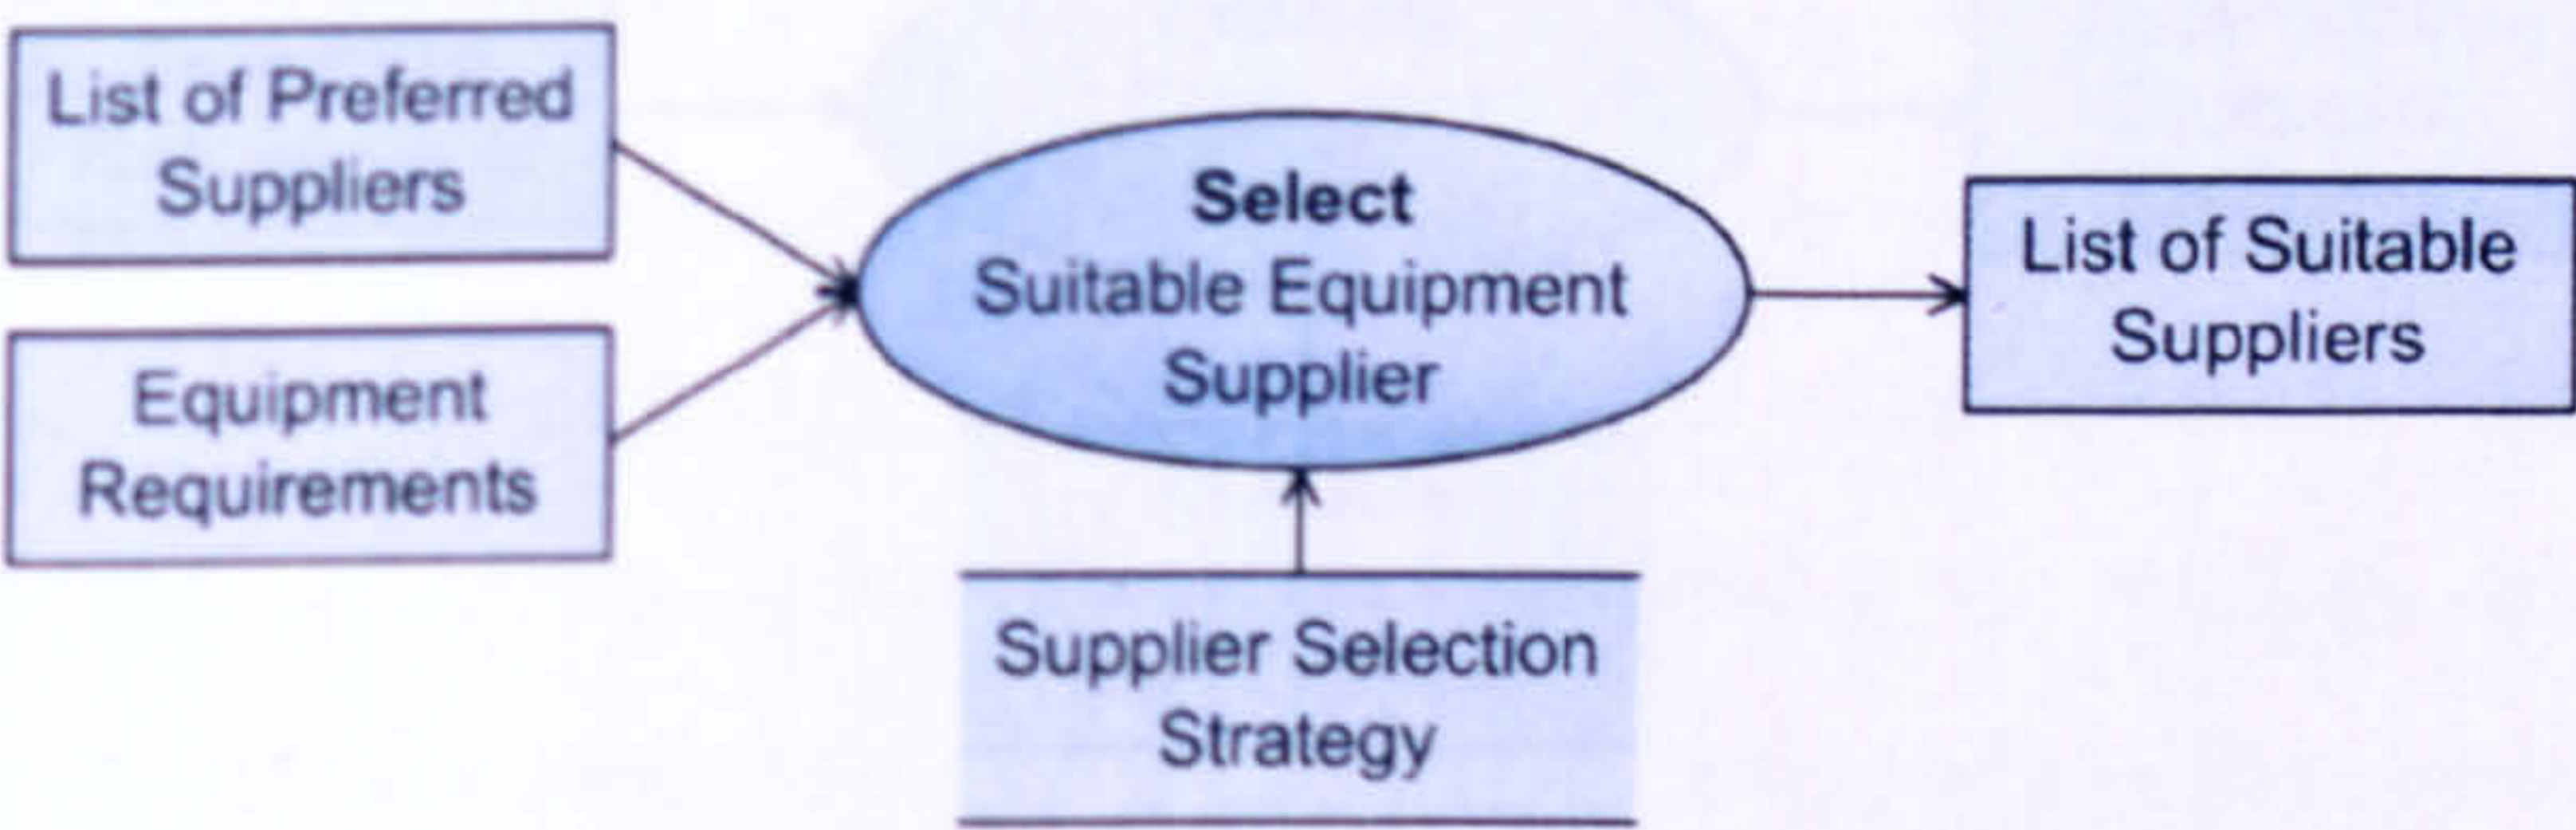 List of Preferred
Suppliers
Equipment
Requirements
Select
Suitable Equipment
Supplier
Supplier Selection
Strategy
List of Suitable
Suppliers